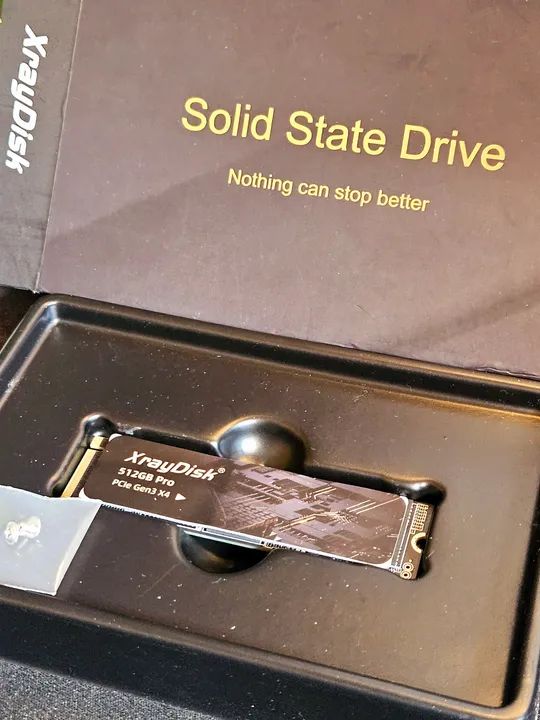 XrayDisk
Solid State Drive
Nothing can stop better
XrayDisk®
512GB Pro
PCIe Gen3 X4